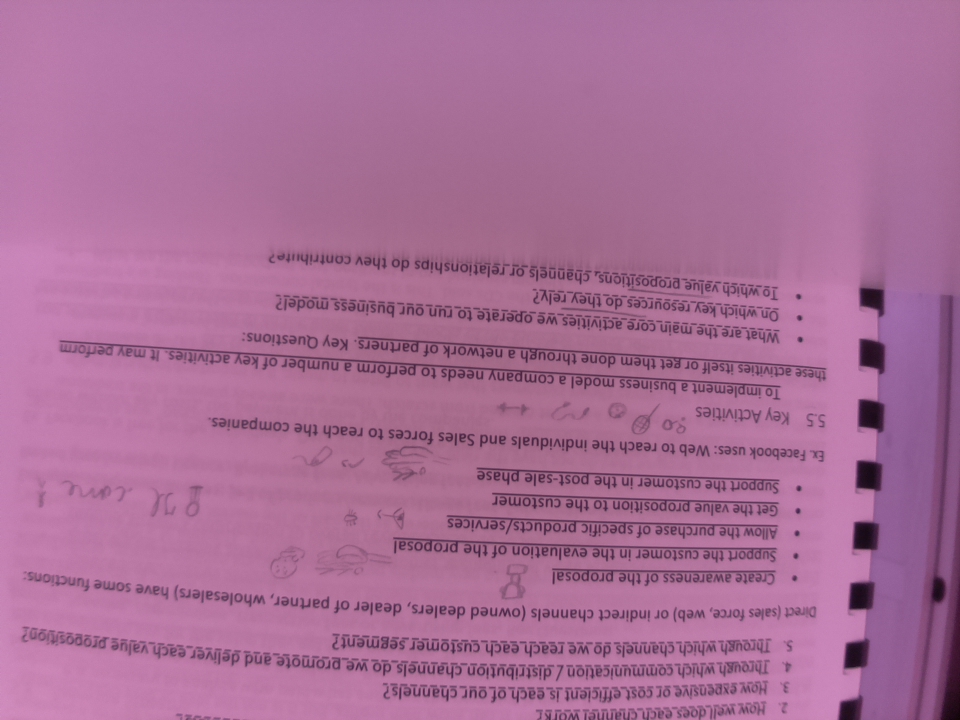 2. How well does each channel work?
3. How expensive or cost efficient is each of our channels?
4. Through which communication / distribution channels do we promote and deliver each value proposition?
5. Through which channels do we reach each customer segment?
Direct (sales force, web) or indirect channels (owned dealers, dealer of partner, wholesalers) have some functions:
• Create awareness of the proposal
• Support the customer in the evaluation of the proposal
• Allow the purchase of specific products/services
• Get the value proposition to the customer
• Support the customer in the post-sale phase
Ex. Facebook uses: Web to reach the individuals and Sales forces to reach the companies.
5.5 Key Activities
To implement a business model a company needs to perform a number of key activities. It may perform
these activities itself or get them done through a network of partners. Key Questions:
• What are the main core activities we operate to run our business model?
• On which key resources do they rely?
• To which value propositions, channels or relationships do they contribute?